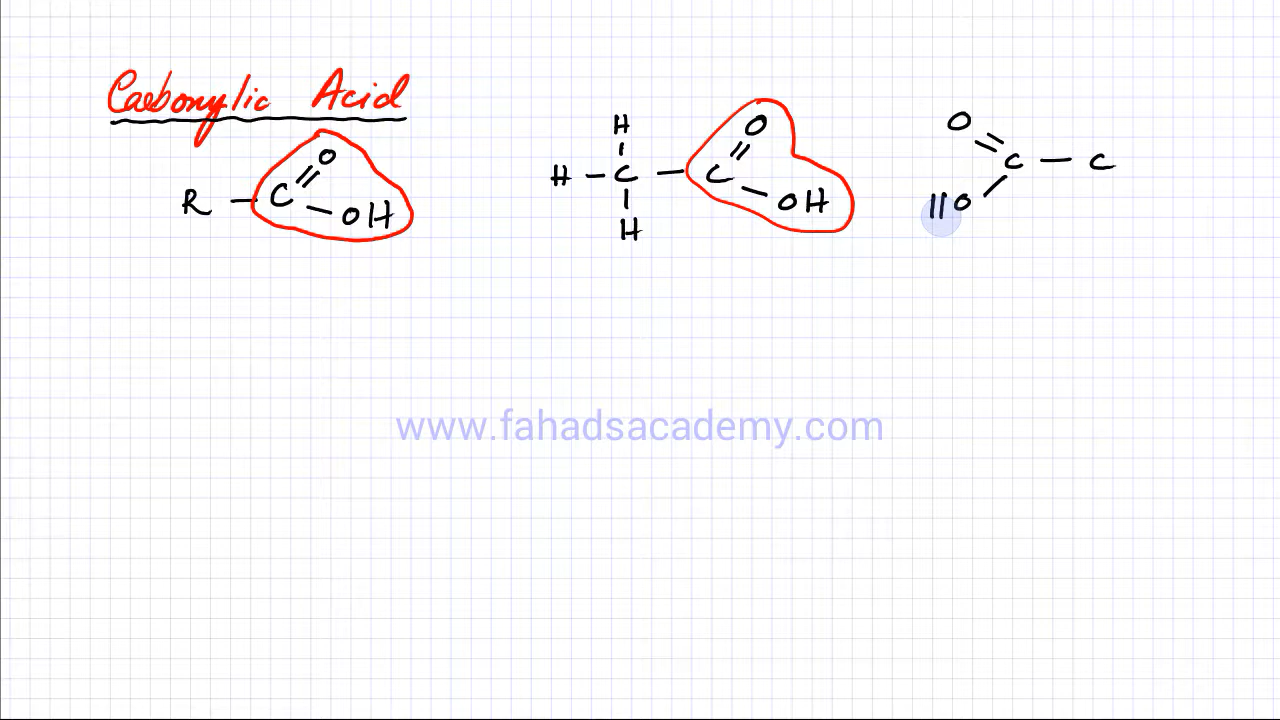 Carboxylic Acid
R — C = O — OH
H
H — C — C = O — OH
H
O = C — C
HO
www.fahadsacademy.com